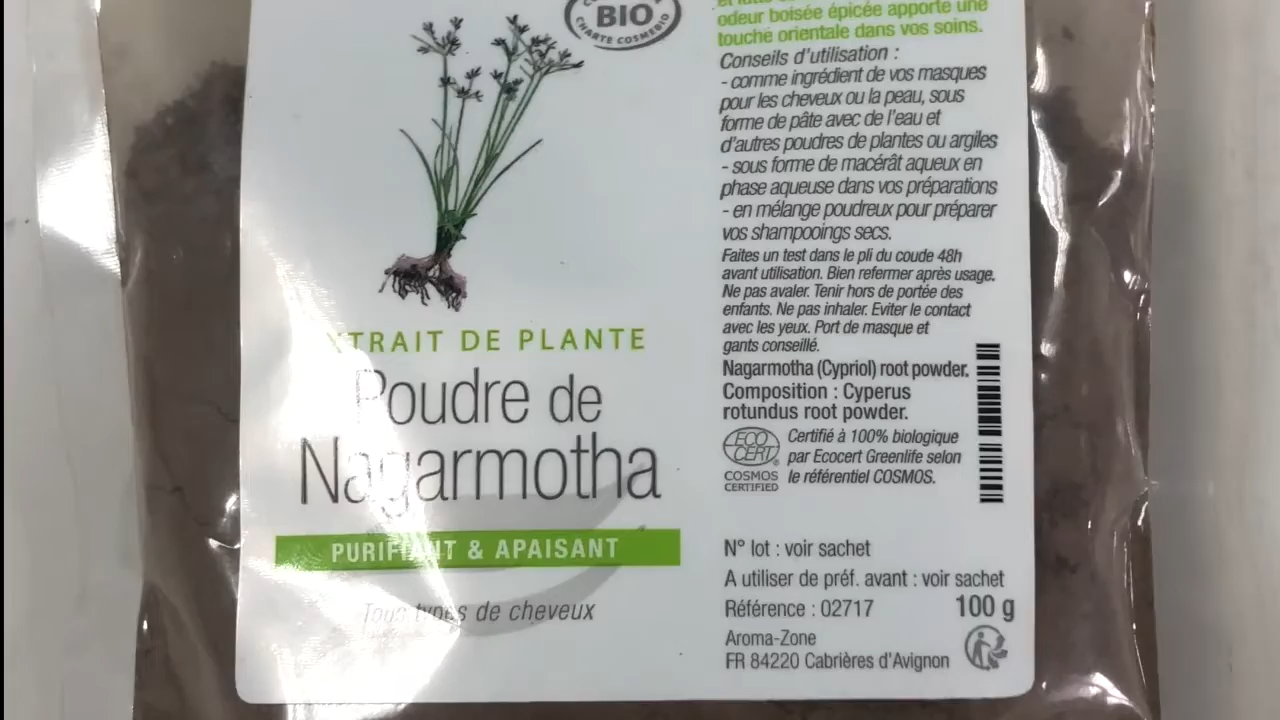 BIO
CHARTE COSMEBIO
EXTRAIT DE PLANTE
Poudre de
Nagarmotha
PURIFIANT & APAISANT
Tous types de cheveux
odeur boisée épicée apporte une
touche orientale dans vos soins.
Conseils d'utilisation :
- comme ingrédient de vos masques
pour les cheveux ou la peau, sous
forme de pâte avec de l'eau et
d'autres poudres de plantes ou argiles
- sous forme de macérât aqueux en
phase aqueuse dans vos préparations
- en mélange poudreux pour préparer
vos shampooings secs.
Faites un test dans le pli du coude 48h
avant utilisation. Bien refermer après usage.
Ne pas avaler. Tenir hors de portée des
enfants. Ne pas inhaler. Eviter le contact
avec les yeux. Port de masque et
gants conseillé.
Nagarmotha (Cypriol) root powder.
Composition : Cyperus
rotundus root powder.
ECO
CERT
COSMOS
CERTIFIED
Certifié à 100% biologique
par Ecocert Greenlife selon
le référentiel COSMOS.
N° lot : voir sachet
A utiliser de préf. avant : voir sachet
Référence : 02717 100 g
Aroma-Zone
FR 84220 Cabrières d'Avignon